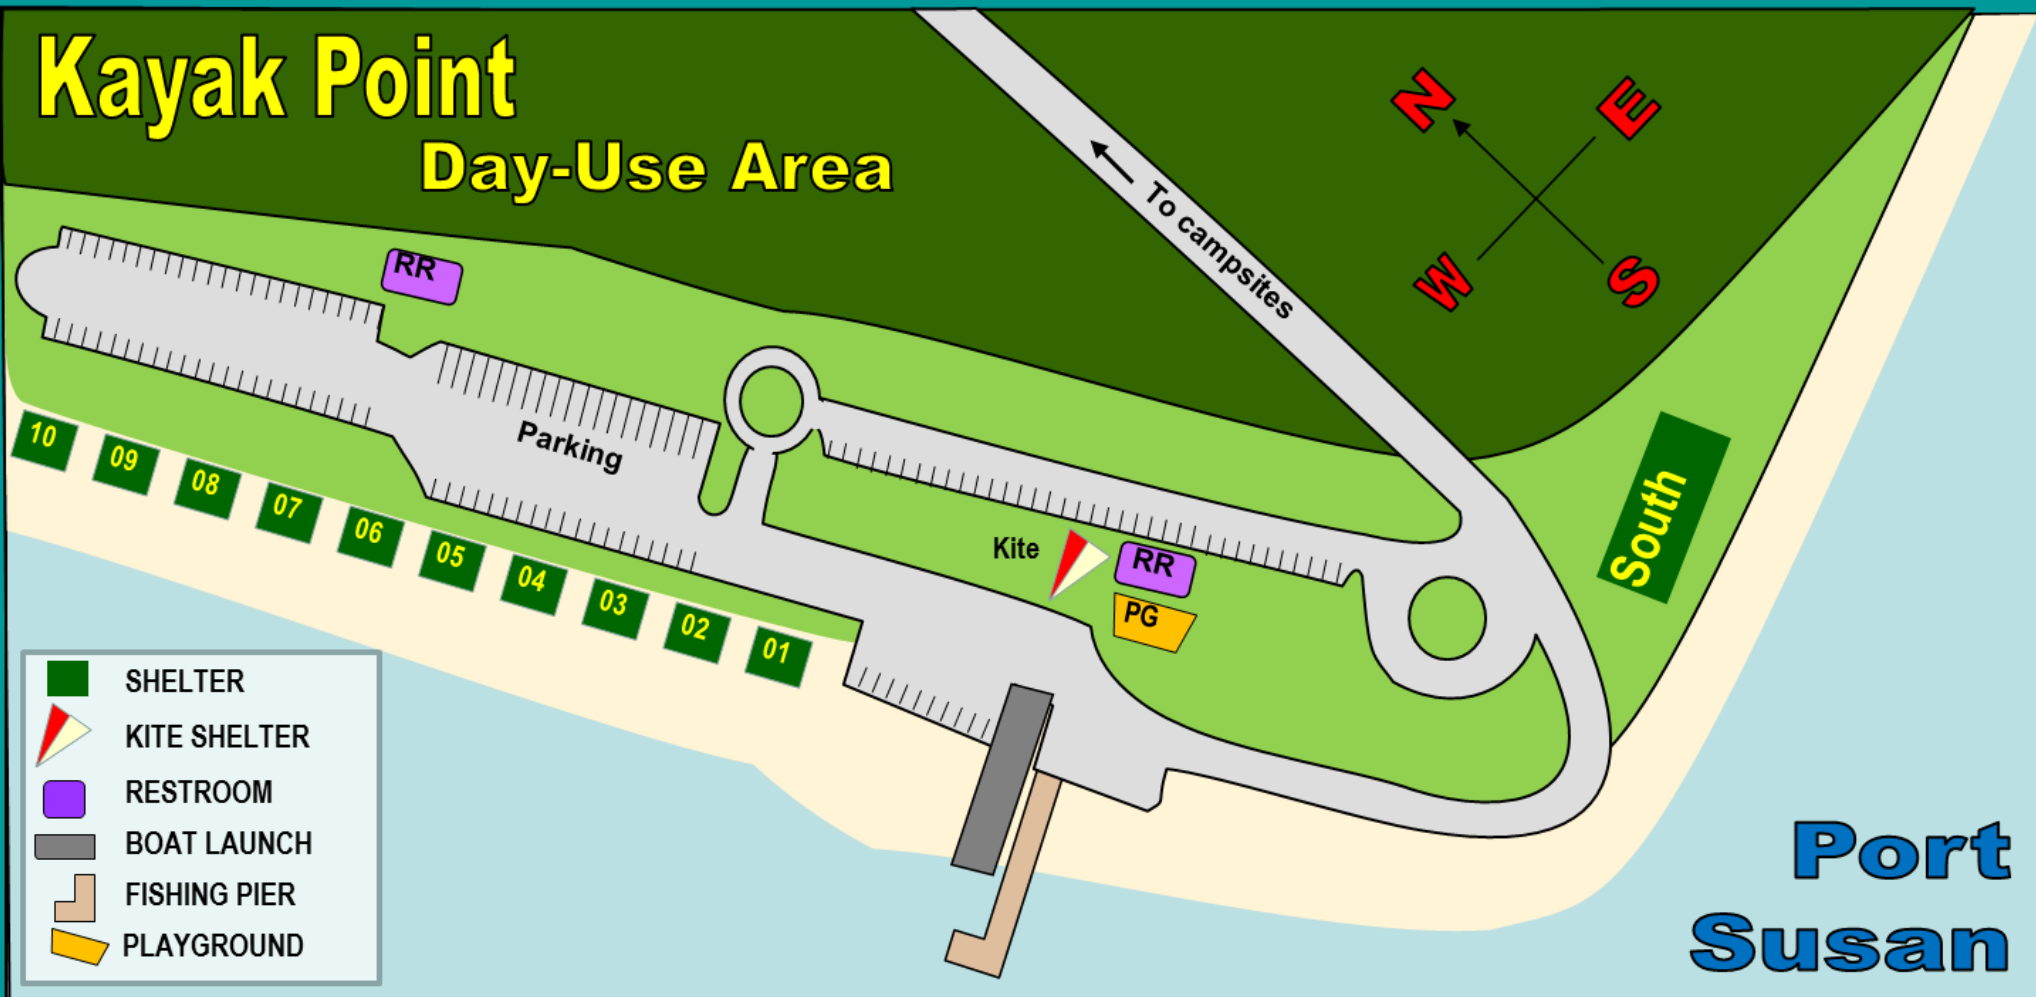 Kayak Point
Day-Use Area
N
E
W
S
To campsites
RR
Parking
10
09
08
07
06
05
04
03
02
01
Kite
RR
PG
South
SHELTER
KITE SHELTER
RESTROOM
BOAT LAUNCH
FISHING PIER
PLAYGROUND
Port
Susan